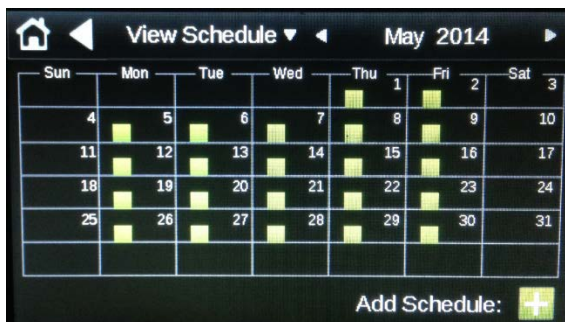 View Schedule May 2014
Sun Mon Tue Wed Thu Fri Sat
1 2 3
4 5 6 7 8 9 10
11 12 13 14 15 16 17
18 19 20 21 22 23 24
25 26 27 28 29 30 31
Add Schedule: +